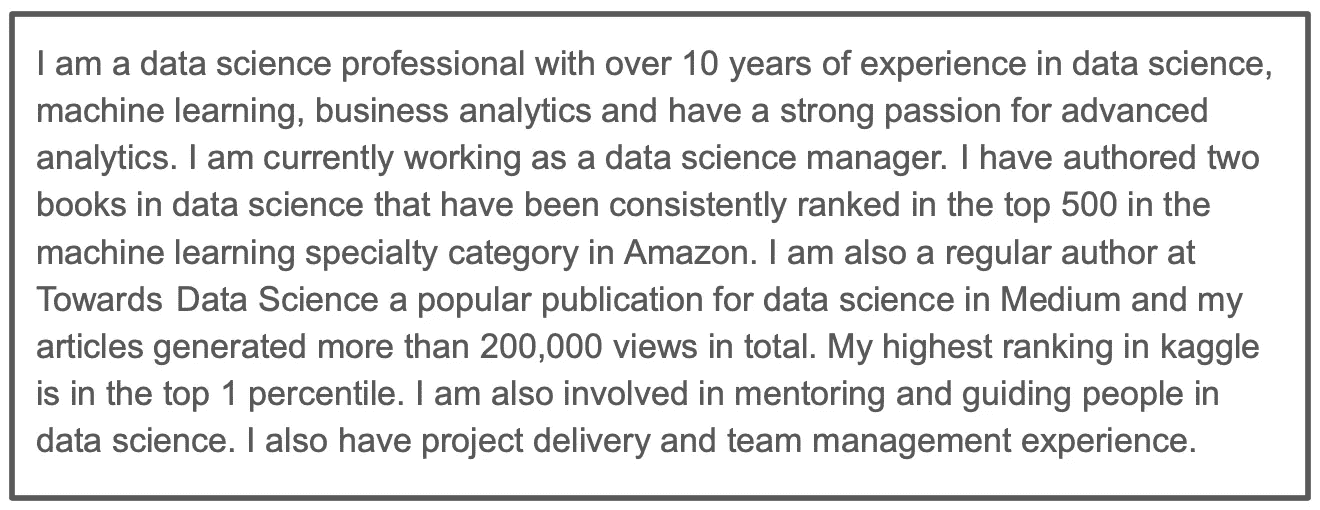 I am a data science professional with over 10 years of experience in data science,
machine learning, business analytics and have a strong passion for advanced
analytics. I am currently working as a data science manager. I have authored two
books in data science that have been consistently ranked in the top 500 in the
machine learning specialty category in Amazon. I am also a regular author at
Towards Data Science a popular publication for data science in Medium and my
articles generated more than 200,000 views in total. My highest ranking in kaggle
is in the top 1 percentile. I am also involved in mentoring and guiding people in
data science. I also have project delivery and team management experience.